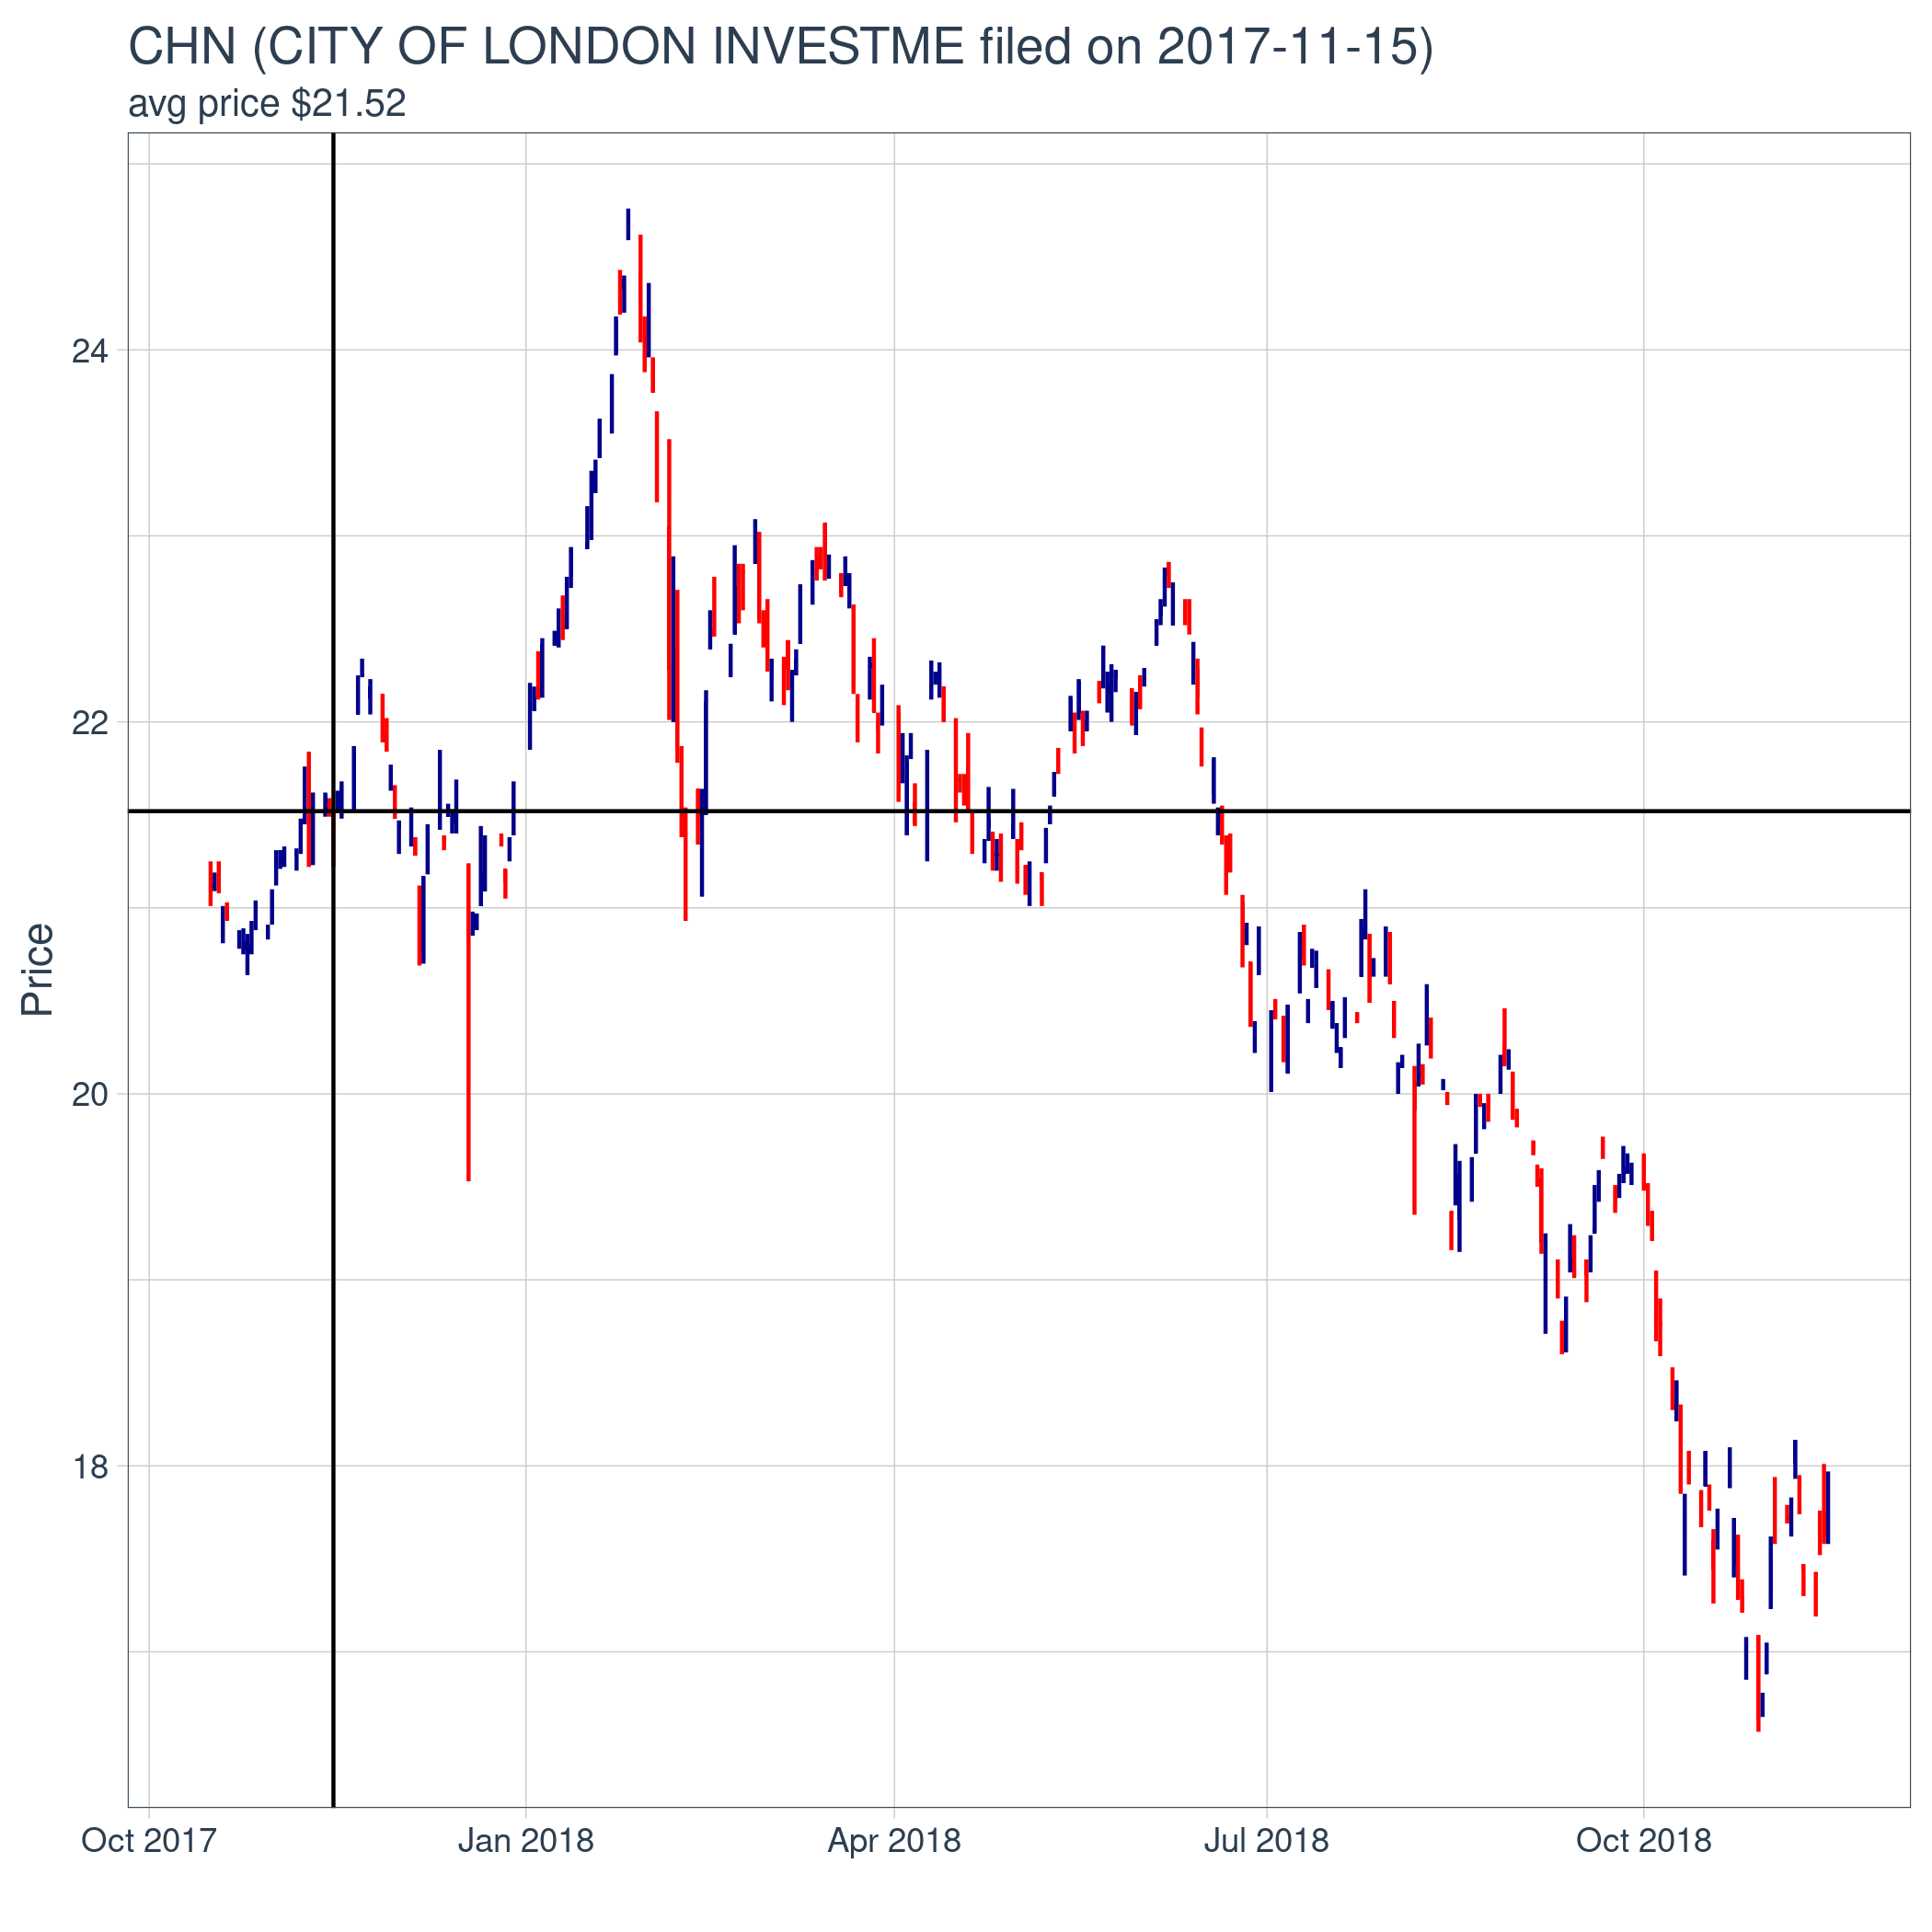 CHN (CITY OF LONDON INVESTME filed on 2017-11-15)
avg price $21.52
24
22
20
18
Price
Oct 2017
Jan 2018
Apr 2018
Jul 2018
Oct 2018